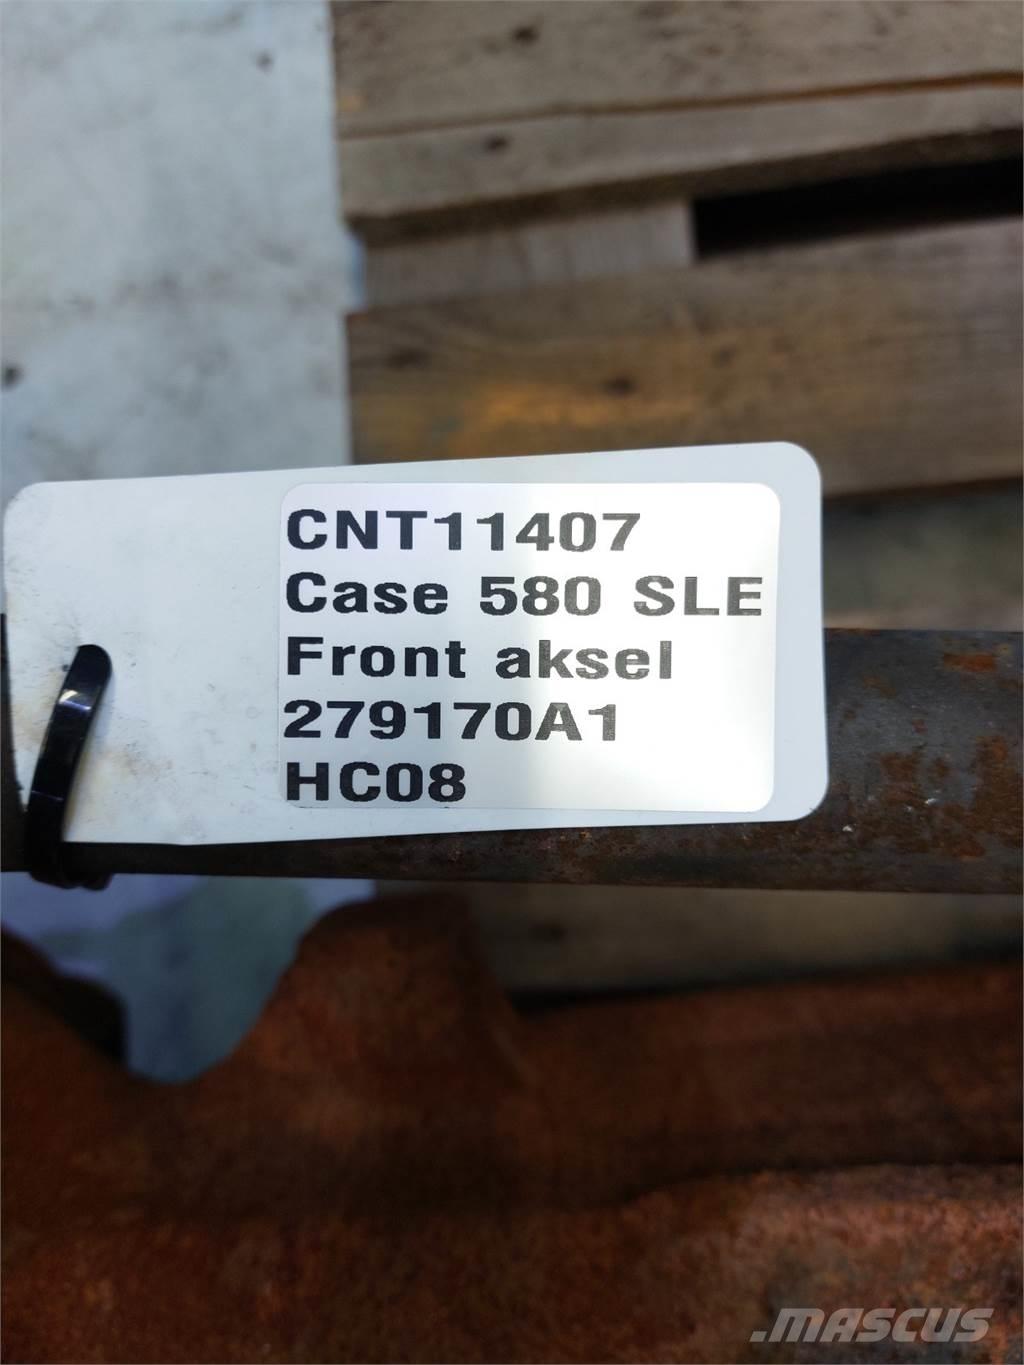 CNT11407
Case 580 SLE
Front aksel
279170A1
HC08
.MASCUS